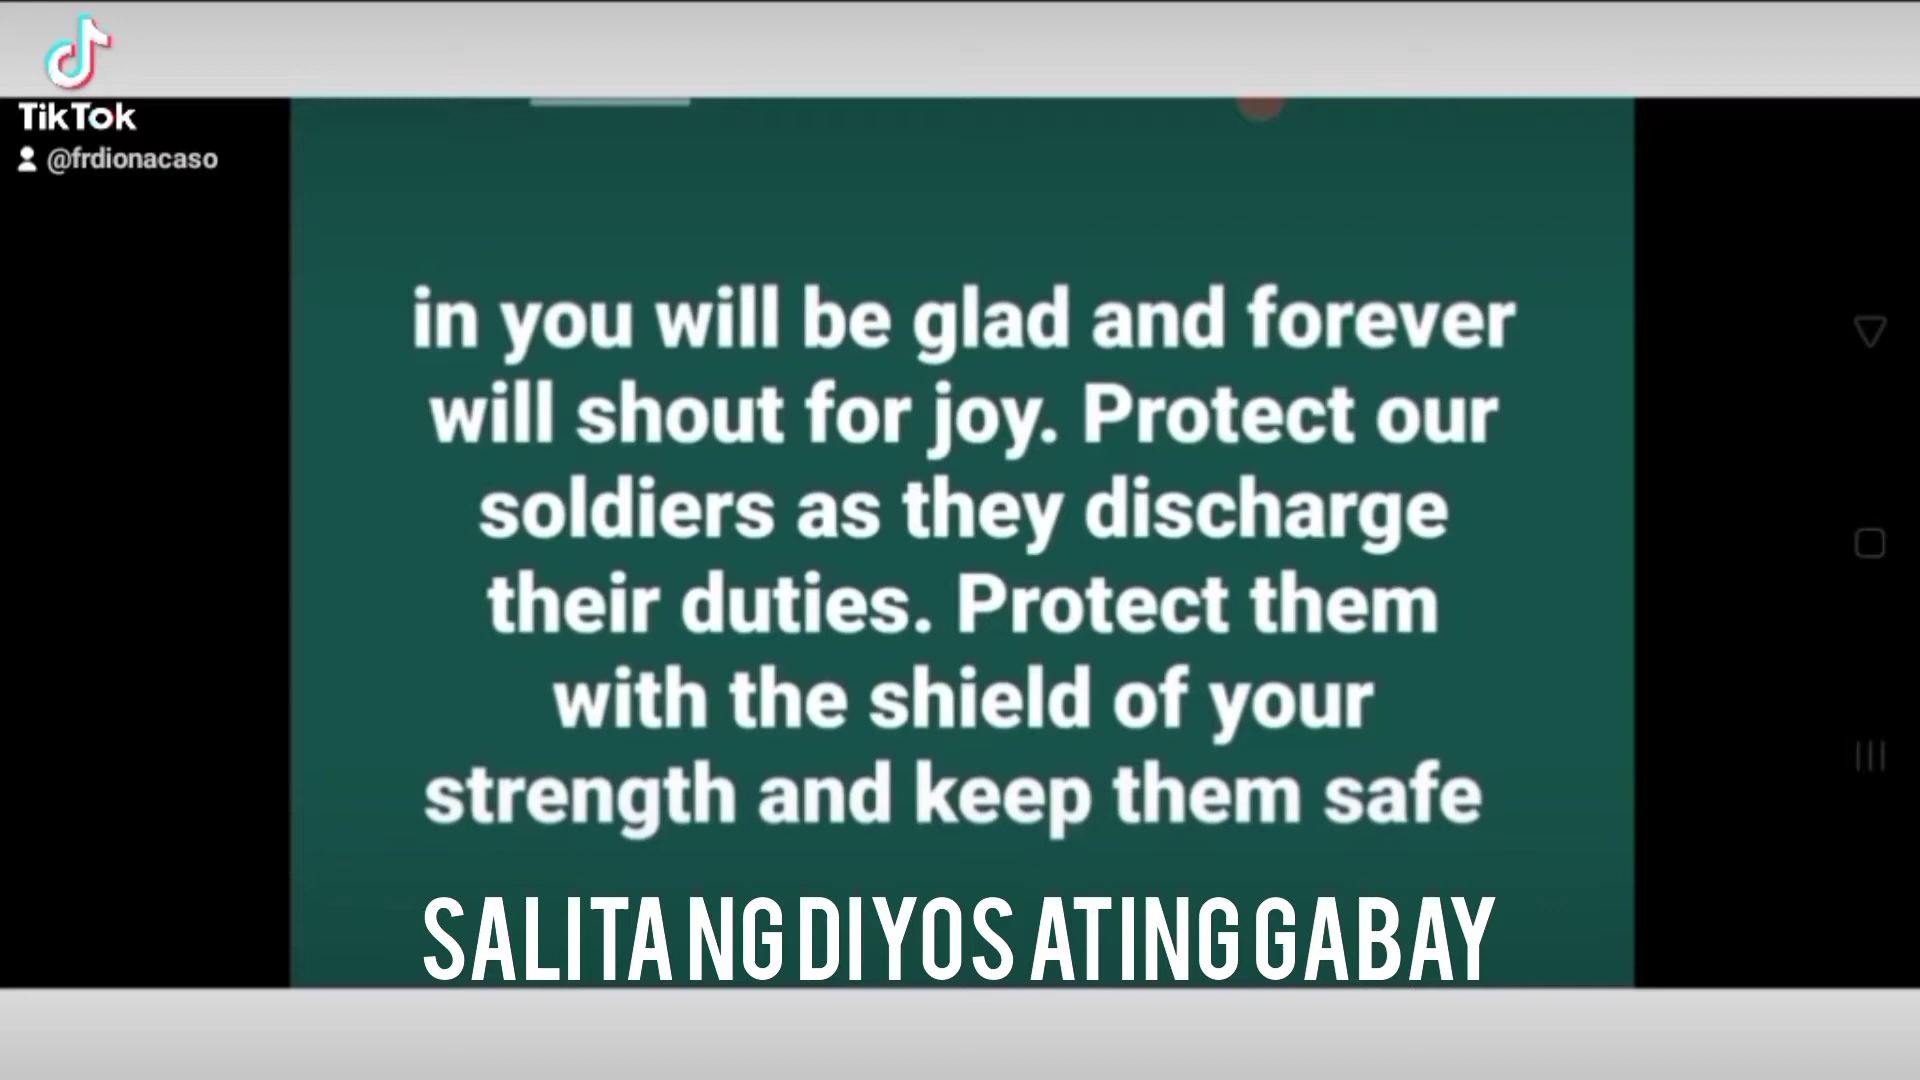 TikTok
@frdionacaso
in you will be glad and forever
will shout for joy. Protect our
soldiers as they discharge
their duties. Protect them
with the shield of your
strength and keep them safe
SALITA NG DIYOS ATING GABAY